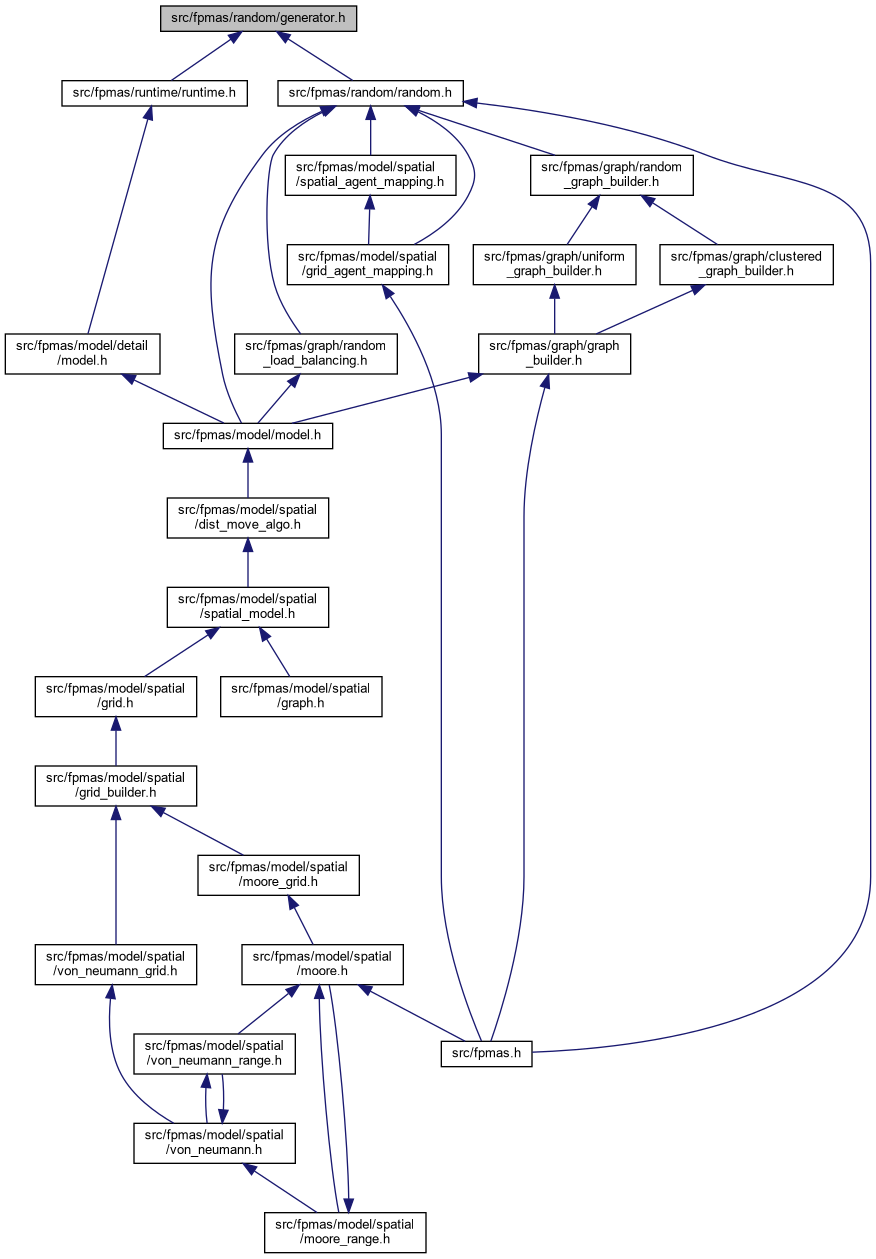 src/fpmas/random/generator.h
src/fpmas/runtime/runtime.h
src/fpmas/random/random.h
src/fpmas/model/spatial
/spatial_agent_mapping.h
src/fpmas/graph/random
_graph_builder.h
src/fpmas/model/spatial
/grid_agent_mapping.h
src/fpmas/graph/uniform
_graph_builder.h
src/fpmas/graph/clustered
_graph_builder.h
src/fpmas/model/detail
/model.h
src/fpmas/graph/random
_load_balancing.h
src/fpmas/graph/graph
_builder.h
src/fpmas/model/model.h
src/fpmas/model/spatial
/dist_move_algo.h
src/fpmas/model/spatial
/spatial_model.h
src/fpmas/model/spatial
/grid.h
src/fpmas/model/spatial
/graph.h
src/fpmas/model/spatial
/grid_builder.h
src/fpmas/model/spatial
/moore_grid.h
src/fpmas/model/spatial
/von_neumann_grid.h
src/fpmas/model/spatial
/moore.h
src/fpmas/model/spatial
/von_neumann_range.h
src/fpmas.h
src/fpmas/model/spatial
/von_neumann.h
src/fpmas/model/spatial
/moore_range.h